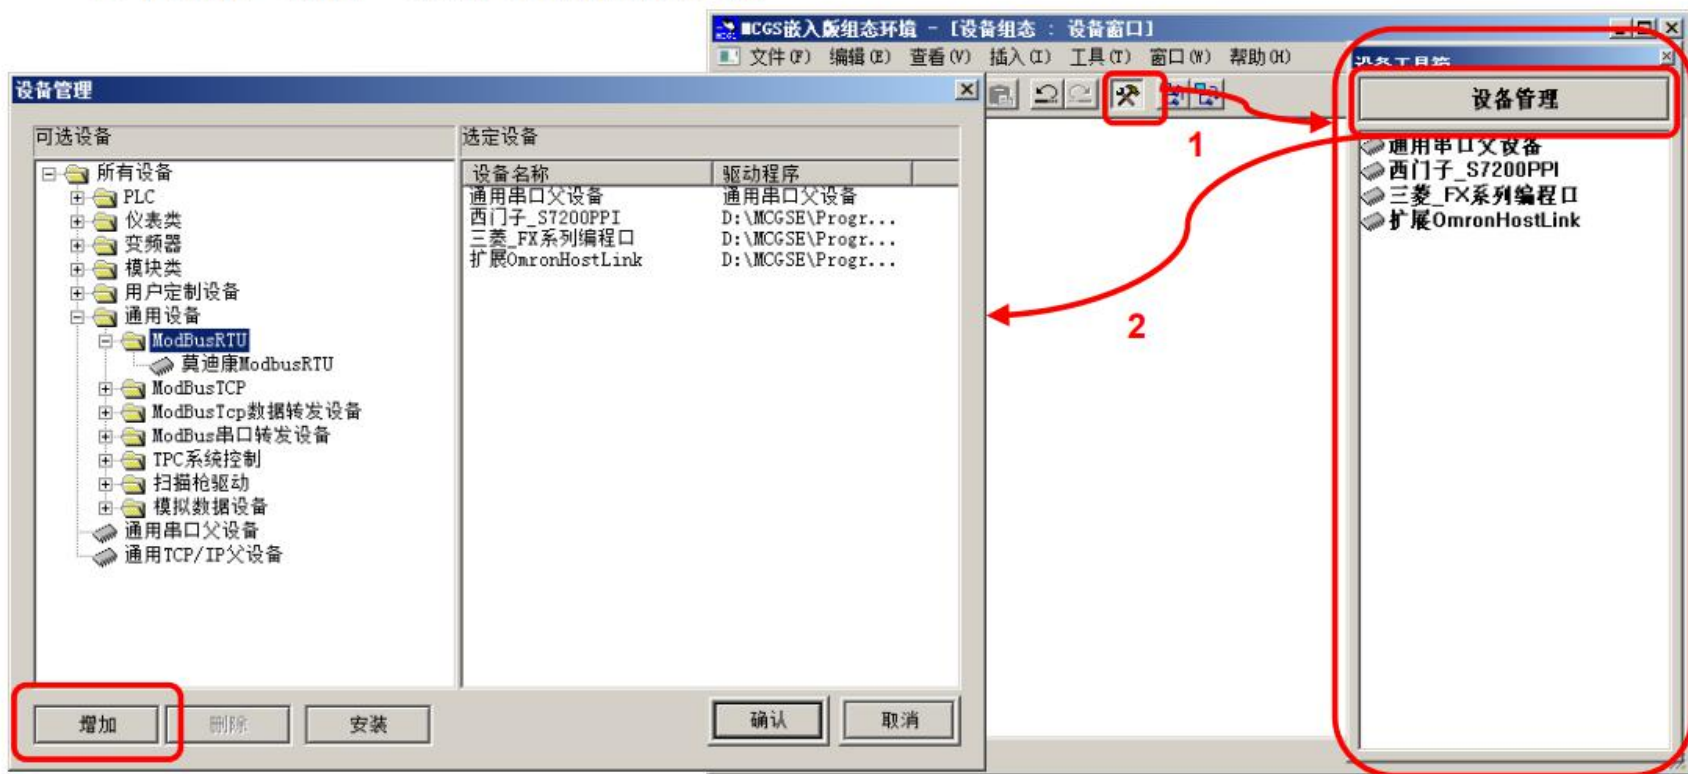 MCGS嵌入版组态环境 - [设备组态 : 设备窗口]
文件(F) 编辑(E) 查看(V) 插入(I) 工具(T) 窗口(W) 帮助(H)
设备工具箱
设备管理
通用串口父设备
西门子_S7200PPI
三菱_FX系列编程口
扩展OmronHostLink
1
2
设备管理
可选设备
所有设备
PLC
仪表类
变频器
模块类
用户定制设备
通用设备
ModBusRTU
莫迪康ModbusRTU
ModBusTCP
ModBusTcp数据转发设备
ModBus串口转发设备
TPC系统控制
扫描枪驱动
模拟数据设备
通用串口父设备
通用TCP/IP父设备
选定设备
设备名称 驱动程序
通用串口父设备 通用串口父设备
西门子_S7200PPI D:\MCGSE\Progr...
三菱_FX系列编程口 D:\MCGSE\Progr...
扩展OmronHostLink D:\MCGSE\Progr...
增加 删除 安装 确认 取消